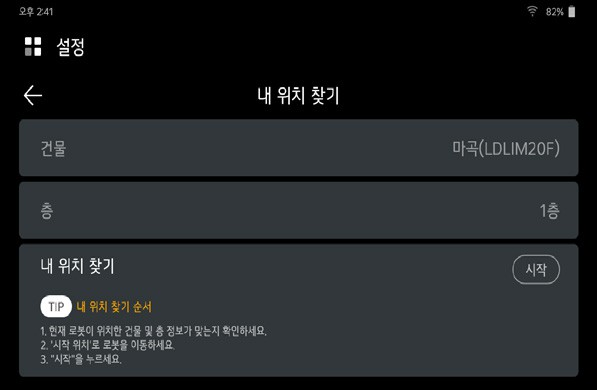 오후 2:41
82%
설정
내 위치 찾기
건물 마곡(LDLIM20F)
층 1층
내 위치 찾기 시작
TIP 내 위치 찾기 순서
1. 현재 로봇이 위치한 건물 및 층 정보가 맞는지 확인하세요.
2. '시작 위치'로 로봇을 이동하세요.
3. "시작"을 누르세요.